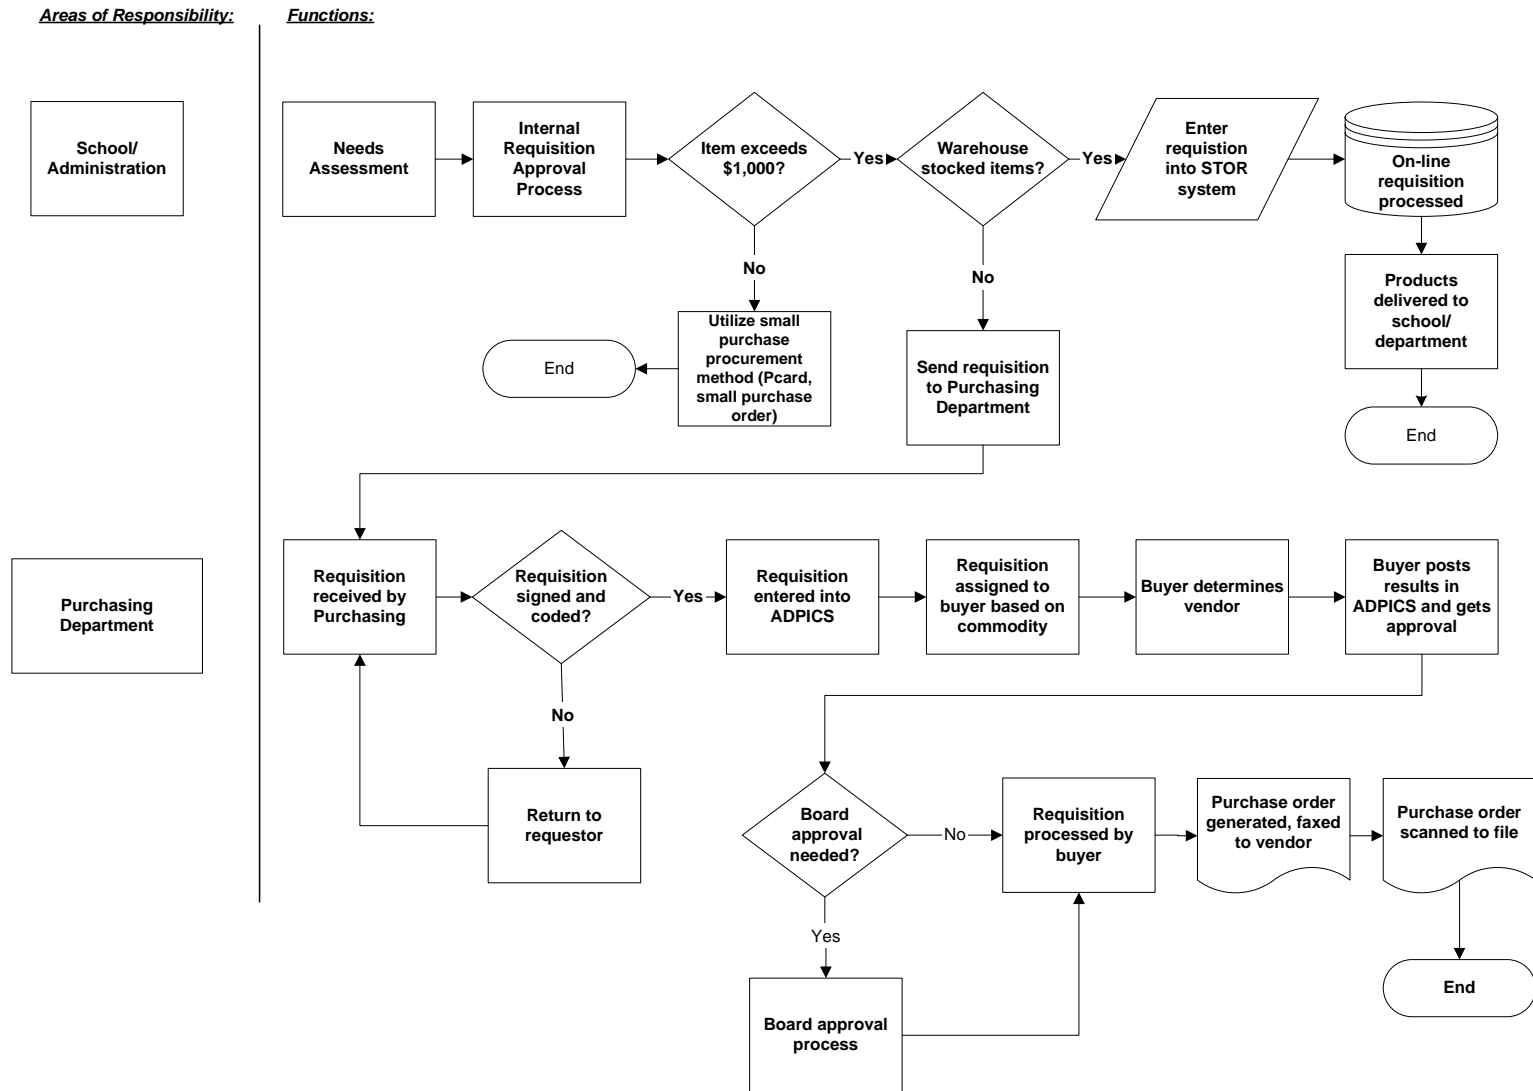 Areas of Responsibility:
Functions:
School/
Administration
Needs
Assessment
Internal
Requisition
Approval
Process
Item exceeds
$1,000?
Yes
Warehouse
stocked items?
Yes
Enter
requistion
into STOR
system
On-line
requisition
processed
No
No
Products
delivered to
school/
department
Utilize small
purchase
procurement
method (Pcard,
small purchase
order)
End
Send requisition
to Purchasing
Department
End
Purchasing
Department
Requisition
received by
Purchasing
Requisition
signed and
coded?
Yes
Requisition
entered into
ADPICS
Requisition
assigned to
buyer based on
commodity
Buyer determines
vendor
Buyer posts
results in
ADPICS and gets
approval
No
Return to
requestor
Board
approval
needed?
No
Requisition
processed by
buyer
Purchase order
generated, faxed
to vendor
Purchase order
scanned to file
Yes
Board approval
process
End